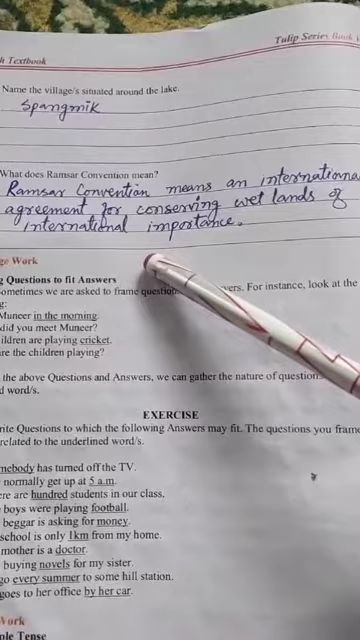 Tulip Series Book
h Textbook
Name the village's situated around the lake.
Spangmik
What does Ramsar Convention mean?
Ramsar Convention means an internationa
agreement for conserving wet lands of
international importance.
ge Work
g Questions to fit Answers
ometimes we are asked to frame question vers. For instance, look at the
g:
Muneer in the morning.
did you meet Muneer?
ildren are playing cricket.
re the children playing?
the above Questions and Answers, we can gather the nature of question
d word/s.
EXERCISE
rite Questions to which the following Answers may fit. The questions you frame
related to the underlined word/s.
mebody has turned off the TV.
normally get up at 5 a.m.
ere are hundred students in our class.
boys were playing football.
beggar is asking for money.
school is only 1km from my home.
mother is a doctor.
buying novels for my sister.
go every summer to some hill station.
goes to her office by her car.
Work
ple Tense